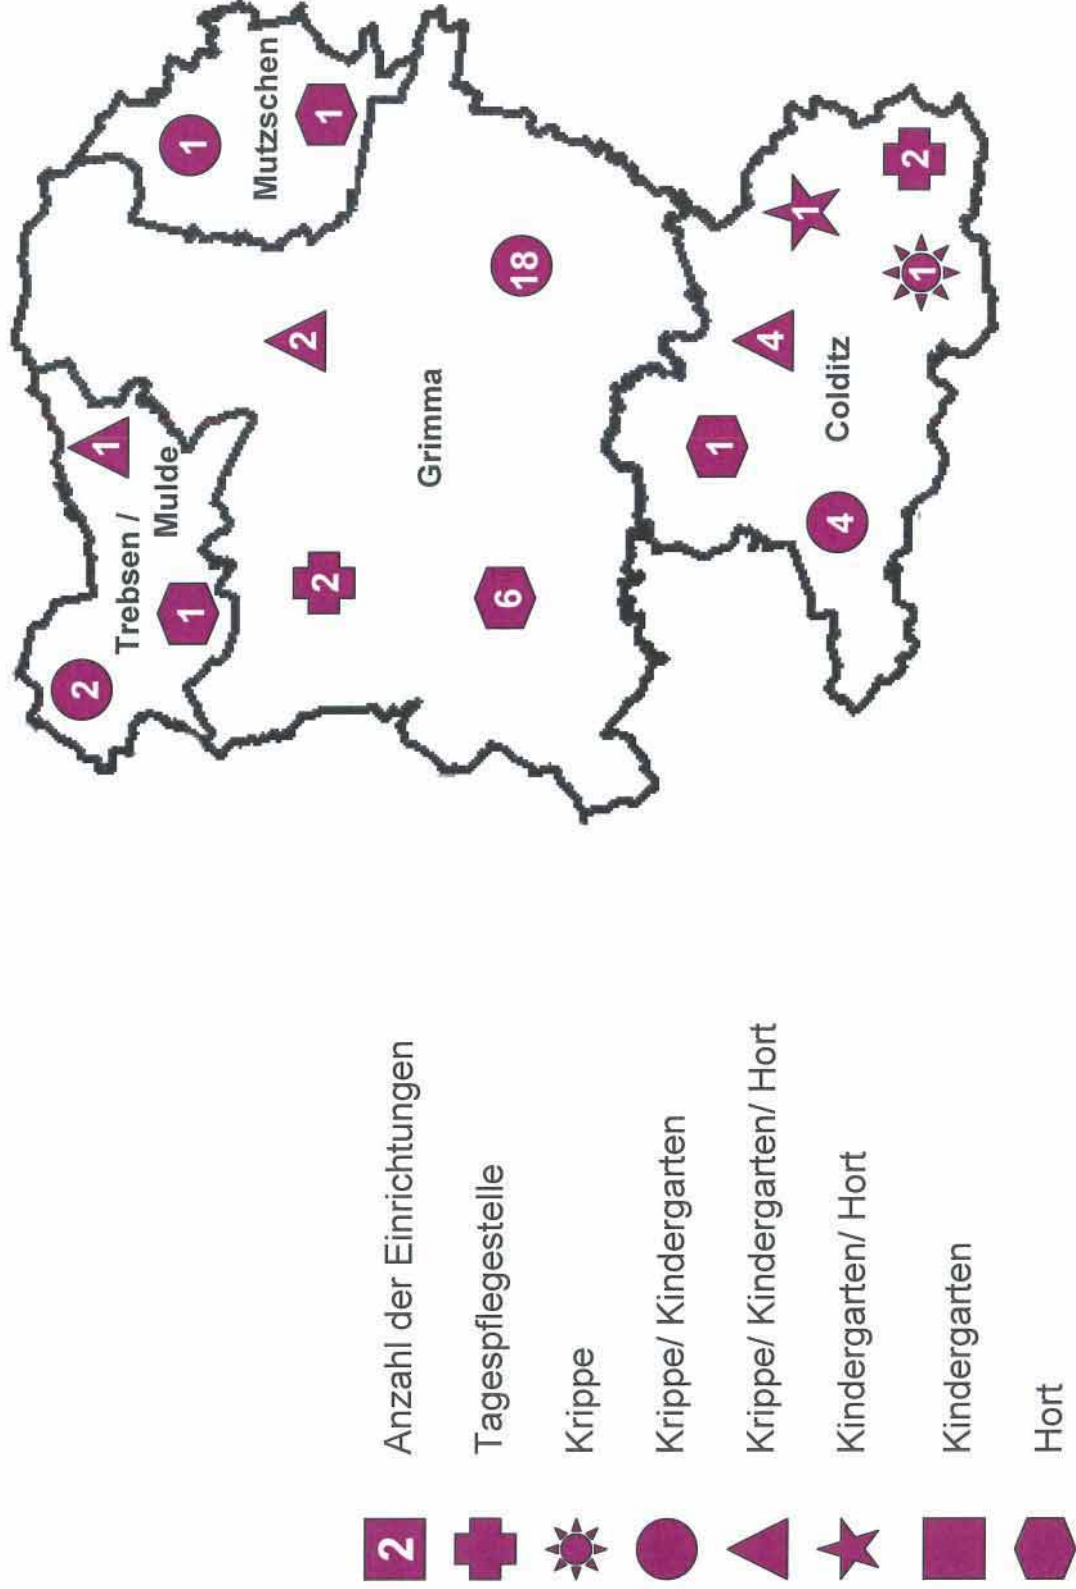 2 Anzahl der Einrichtungen
Tagespflegestelle
Krippe
Krippe/ Kindergarten
Krippe/ Kindergarten/ Hort
Kindergarten/ Hort
Kindergarten
Hort
2
1
Trebsen /
Mulde
1
1
Mutzschen
1
2
2
Grimma
6
18
1
4
1
4
Colditz
1
2